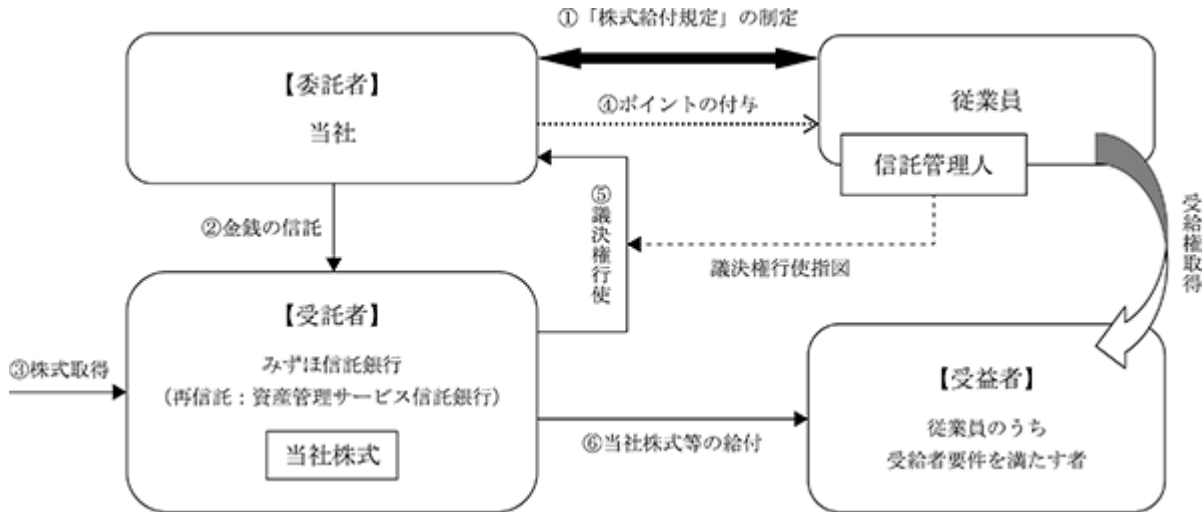 ①「株式給付規定」の制定
【委託者】
当社
従業員
④ポイントの付与
信託管理人
②金銭の信託
⑤議決権行使
議決権行使指図
受給権取得
【受託者】
みずほ信託銀行
（再信託：資産管理サービス信託銀行）
当社株式
③株式取得
⑥当社株式等の給付
【受益者】
従業員のうち
受給者要件を満たす者